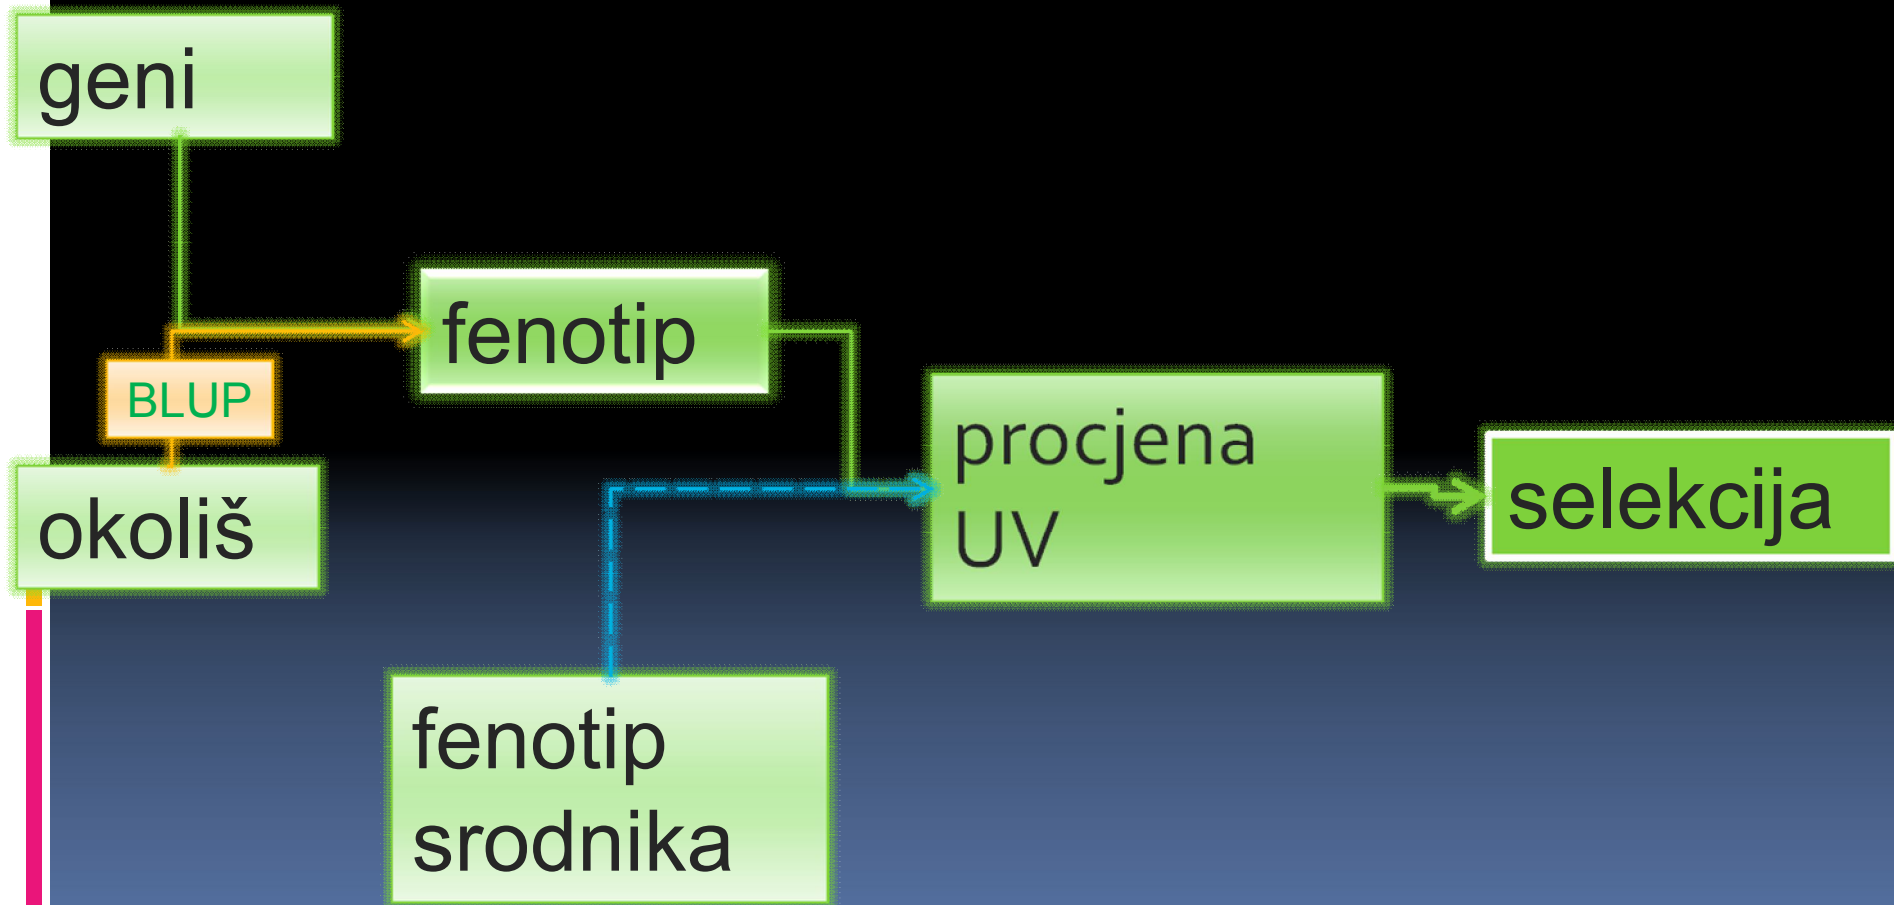 geni
fenotip
BLUP
okoliš
procjena
UV
selekcija
fenotip
srodnika